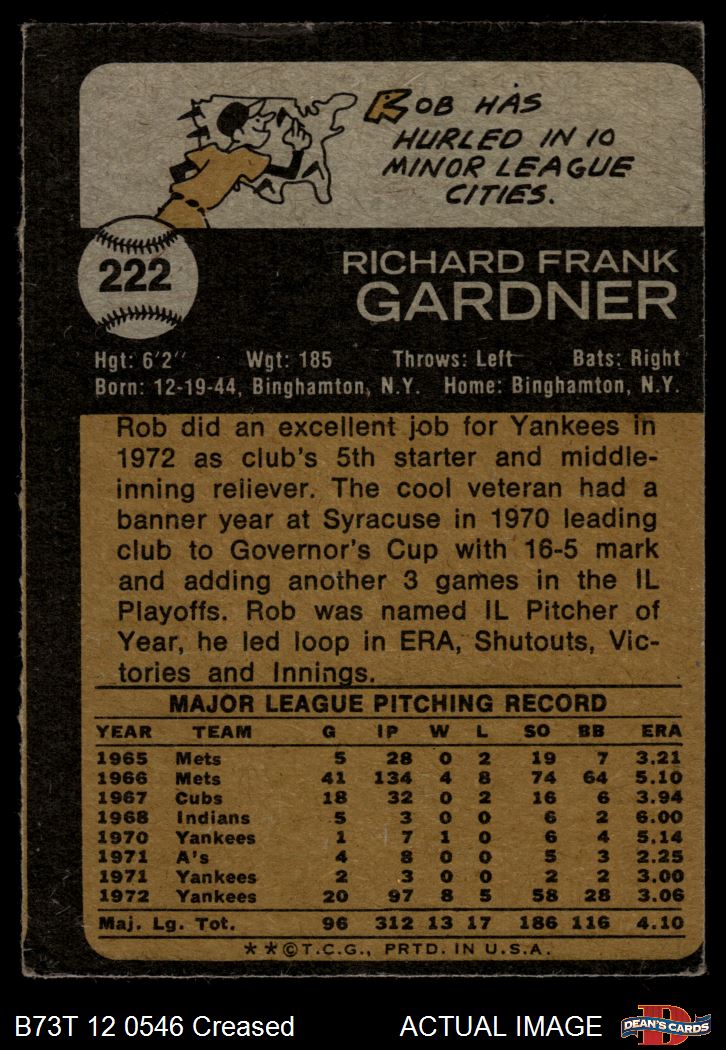 ROB HAS
HURLED IN 10
MINOR LEAGUE
CITIES.
222
RICHARD FRANK
GARDNER
Hgt: 6'2" Wgt: 185 Throws: Left Bats: Right
Born: 12-19-44, Binghamton, N.Y. Home: Binghamton, N.Y.
Rob did an excellent job for Yankees in
1972 as club's 5th starter and middle-
inning reliever. The cool veteran had a
banner year at Syracuse in 1970 leading
club to Governor's Cup with 16-5 mark
and adding another 3 games in the IL
Playoffs. Rob was named IL Pitcher of
Year, he led loop in ERA, Shutouts, Vic-
tories and Innings.
MAJOR LEAGUE PITCHING RECORD
YEAR TEAM G IP W L SO BB ERA
1965 Mets 5 28 0 2 19 7 3.21
1966 Mets 41 134 4 8 74 64 5.10
1967 Cubs 18 32 0 2 16 6 3.94
1968 Indians 5 3 0 0 6 2 6.00
1970 Yankees 1 7 1 0 6 4 5.14
1971 A's 4 8 0 0 5 3 2.25
1971 Yankees 2 3 0 0 2 2 3.00
1972 Yankees 20 97 8 5 58 28 3.06
Maj. Lg. Tot. 96 312 13 17 186 116 4.10
**©T.C.G., PRTD. IN U.S.A.
B73T 12 0546 Creased ACTUAL IMAGE
D
DEAN'S CARDS